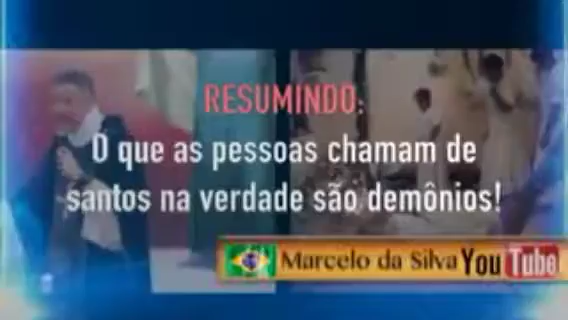 RESUMINDO:
O que as pessoas chamam de
santos na verdade são demônios!
Marcelo da Silva YouTube